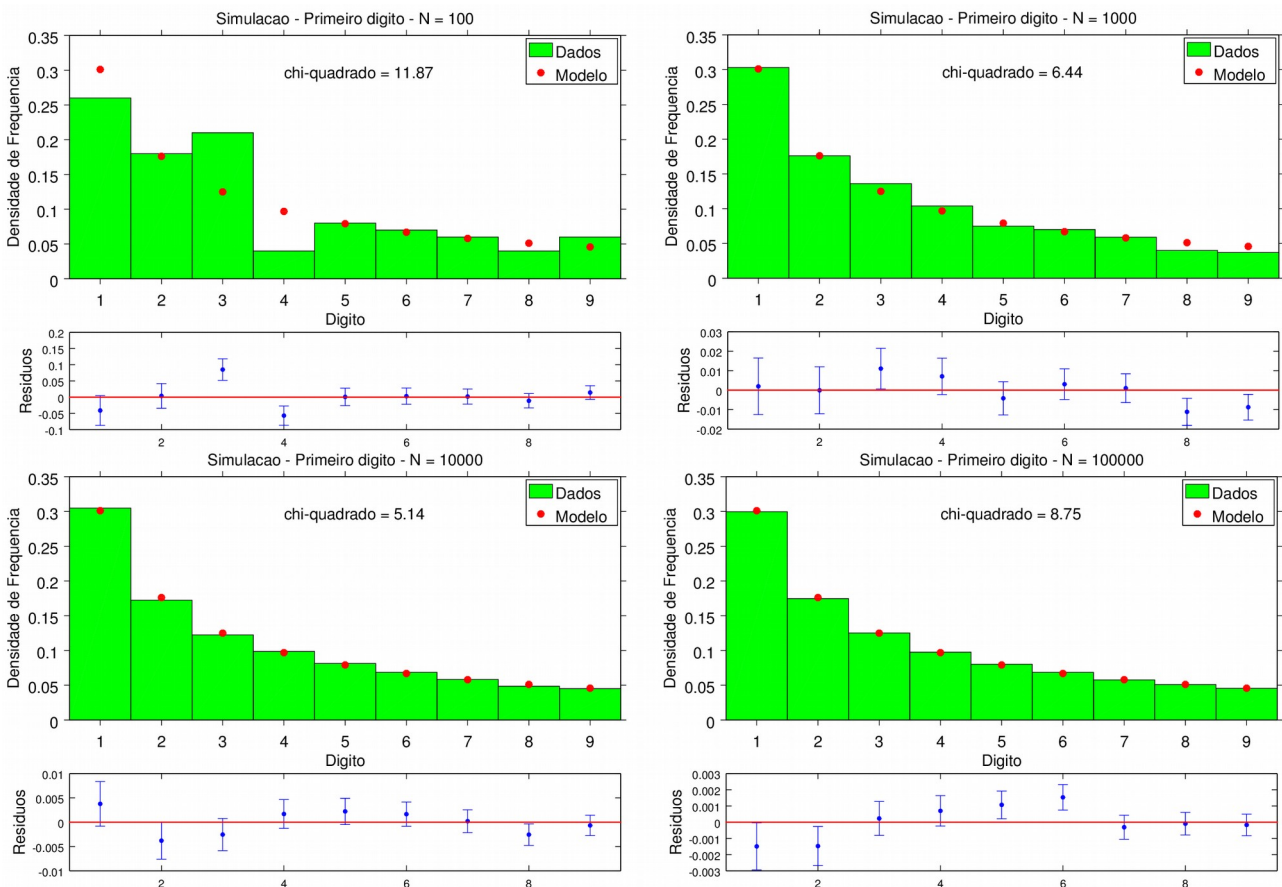 Simulacao - Primeiro digito - N = 100
0.35
0.3
0.25
0.2
0.15
0.1
0.05
0
Densidade de Frequencia
chi-quadrado = 11.87
Dados
Modelo
1 2 3 4 5 6 7 8 9
Digito
0.2
0.15
0.1
0.05
0
-0.05
-0.1
Residuos
2 4 6 8
Simulacao - Primeiro digito - N = 1000
0.35
0.3
0.25
0.2
0.15
0.1
0.05
0
Densidade de Frequencia
chi-quadrado = 6.44
Dados
Modelo
1 2 3 4 5 6 7 8 9
Digito
0.03
0.02
0.01
0
-0.01
-0.02
Residuos
2 4 6 8
Simulacao - Primeiro digito - N = 10000
0.35
0.3
0.25
0.2
0.15
0.1
0.05
0
Densidade de Frequencia
chi-quadrado = 5.14
Dados
Modelo
1 2 3 4 5 6 7 8 9
Digito
0.01
0.005
0
-0.005
-0.01
Residuos
2 4 6 8
Simulacao - Primeiro digito - N = 100000
0.35
0.3
0.25
0.2
0.15
0.1
0.05
0
Densidade de Frequencia
chi-quadrado = 8.75
Dados
Modelo
1 2 3 4 5 6 7 8 9
Digito
0.003
0.002
0.001
0
-0.001
-0.002
-0.003
Residuos
2 4 6 8